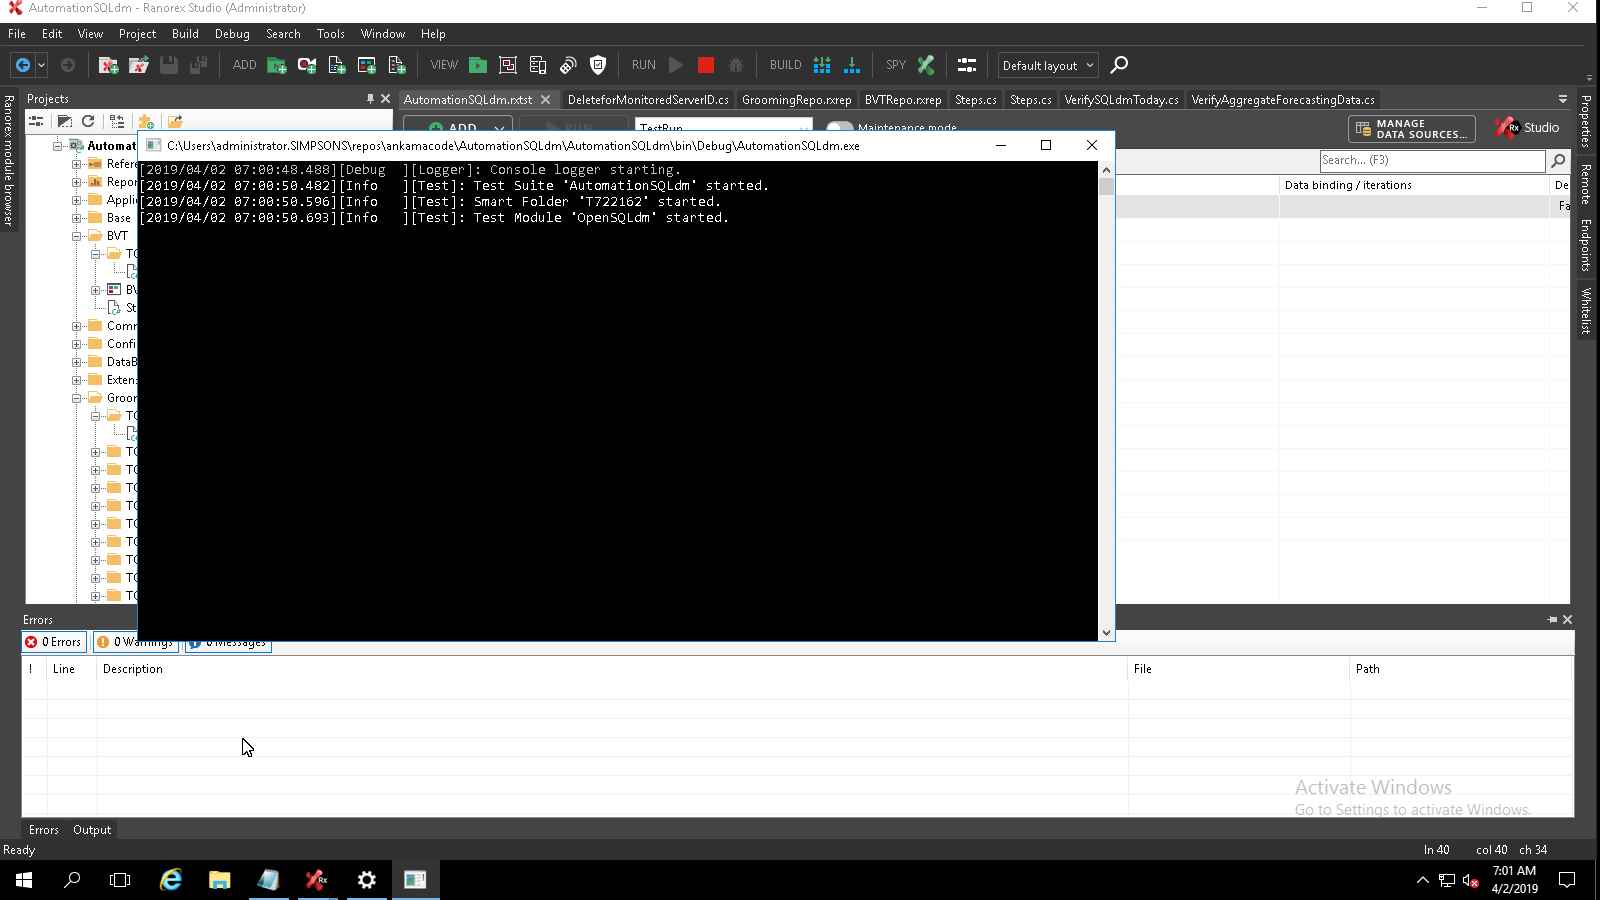 AutomationSQLdm - Ranorex Studio (Administrator)
File Edit View Project Build Debug Search Tools Window Help
ADD VIEW RUN BUILD SPY Default layout
Ranorex module browser
Projects
AutomationSQLdm.rxtst DeleteforMonitoredServerID.cs GroomingRepo.rxrep BVTRepo.rxrep Steps.cs Steps.cs VerifySQLdmToday.cs VerifyAggregateForecastingData.cs
ADD RUN TestRun Maintenance mode
MANAGE
DATA SOURCES...
Rx Studio
Search... (F3)
Data binding / iterations De
Fa
Properties
Remote
Endpoints
Whitelist
Automat
Refere
Repor
Applic
Base
BVT
TC
BV
St
Comm
Confi
DataB
Exten
Groor
TC
TC
TC
TC
TC
TC
TC
TC
TC
TC
C:\Users\administrator.SIMPSONS\repos\ankamacode\AutomationSQLdm\AutomationSQLdm\bin\Debug\AutomationSQLdm.exe
[2019/04/02 07:00:48.488][Debug  ][Logger]: Console logger starting.
[2019/04/02 07:00:50.482][Info   ][Test]: Test Suite 'AutomationSQLdm' started.
[2019/04/02 07:00:50.596][Info   ][Test]: Smart Folder 'T722162' started.
[2019/04/02 07:00:50.693][Info   ][Test]: Test Module 'OpenSQLdm' started.
Errors
0 Errors 0 Warnings 0 Messages
! Line Description File Path
Activate Windows
Go to Settings to activate Windows.
Errors Output
Ready ln 40 col 40 ch 34
7:01 AM
4/2/2019